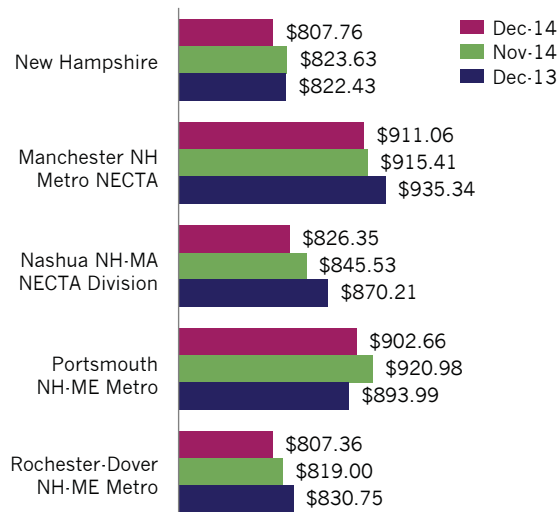 Dec-14
Nov-14
Dec-13
New Hampshire
$807.76
$823.63
$822.43
Manchester NH
Metro NECTA
$911.06
$915.41
$935.34
Nashua NH-MA
NECTA Division
$826.35
$845.53
$870.21
Portsmouth
NH-ME Metro
$902.66
$920.98
$893.99
Rochester-Dover
NH-ME Metro
$807.36
$819.00
$830.75